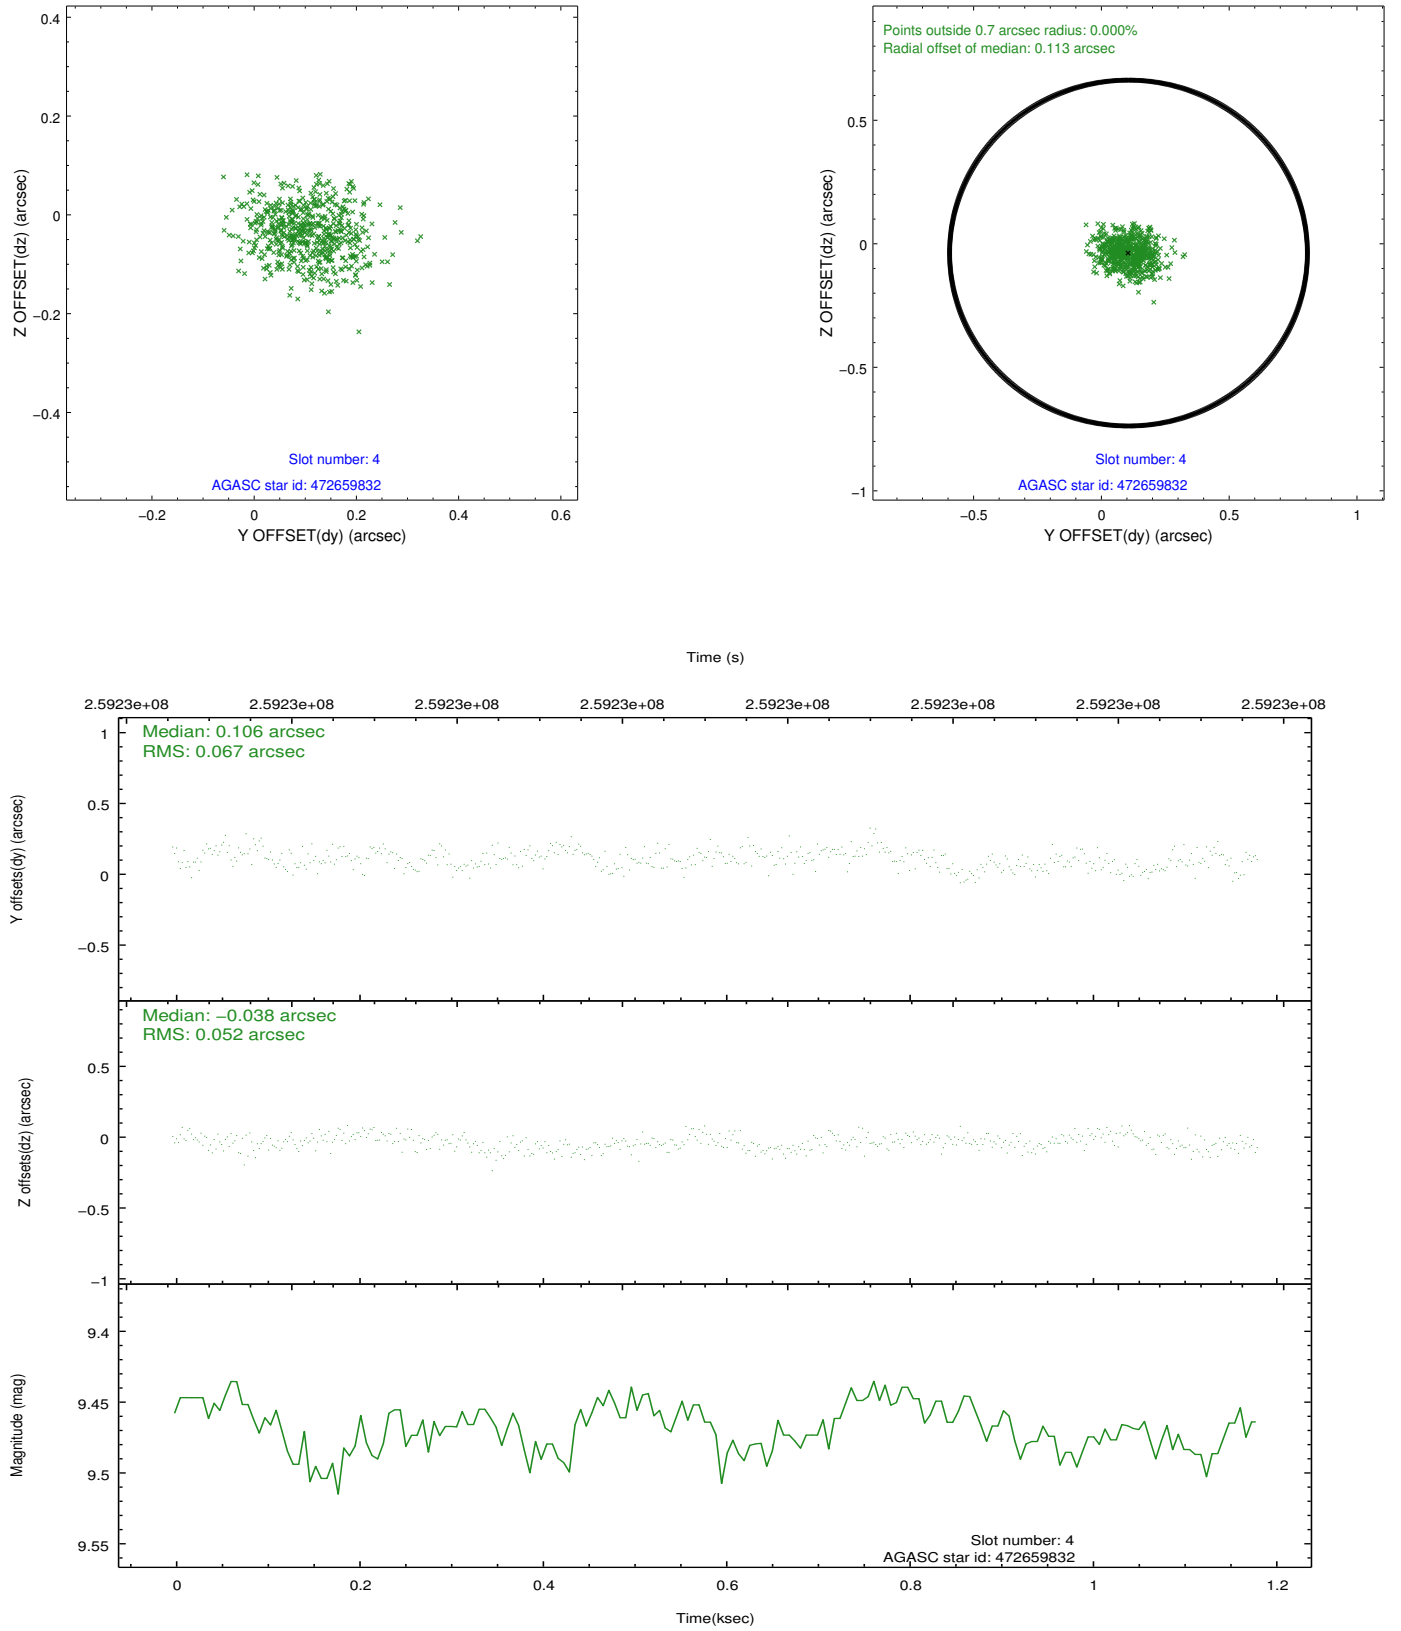 0.4
0.2
0
−0.2
−0.4
Z OFFSET(dz) (arcsec)
Slot number: 4
AGASC star id: 472659832
−0.2 0 0.2 0.4 0.6
Y OFFSET(dy) (arcsec)
Points outside 0.7 arcsec radius: 0.000%
Radial offset of median: 0.113 arcsec
0.5
0
−0.5
−1
Z OFFSET(dz) (arcsec)
Slot number: 4
AGASC star id: 472659832
−0.5 0 0.5 1
Y OFFSET(dy) (arcsec)
Time (s)
2.5923e+08 2.5923e+08 2.5923e+08 2.5923e+08 2.5923e+08 2.5923e+08 2.5923e+08 2.5923e+08
Median: 0.106 arcsec
RMS: 0.067 arcsec
1
0.5
0
−0.5
Y offsets(dy) (arcsec)
Median: −0.038 arcsec
RMS: 0.052 arcsec
0.5
0
−0.5
−1
Z offsets(dz) (arcsec)
9.4
9.45
9.5
9.55
Magnitude (mag)
Slot number: 4
AGASC star id: 472659832
0 0.2 0.4 0.6 0.8 1 1.2
Time(ksec)